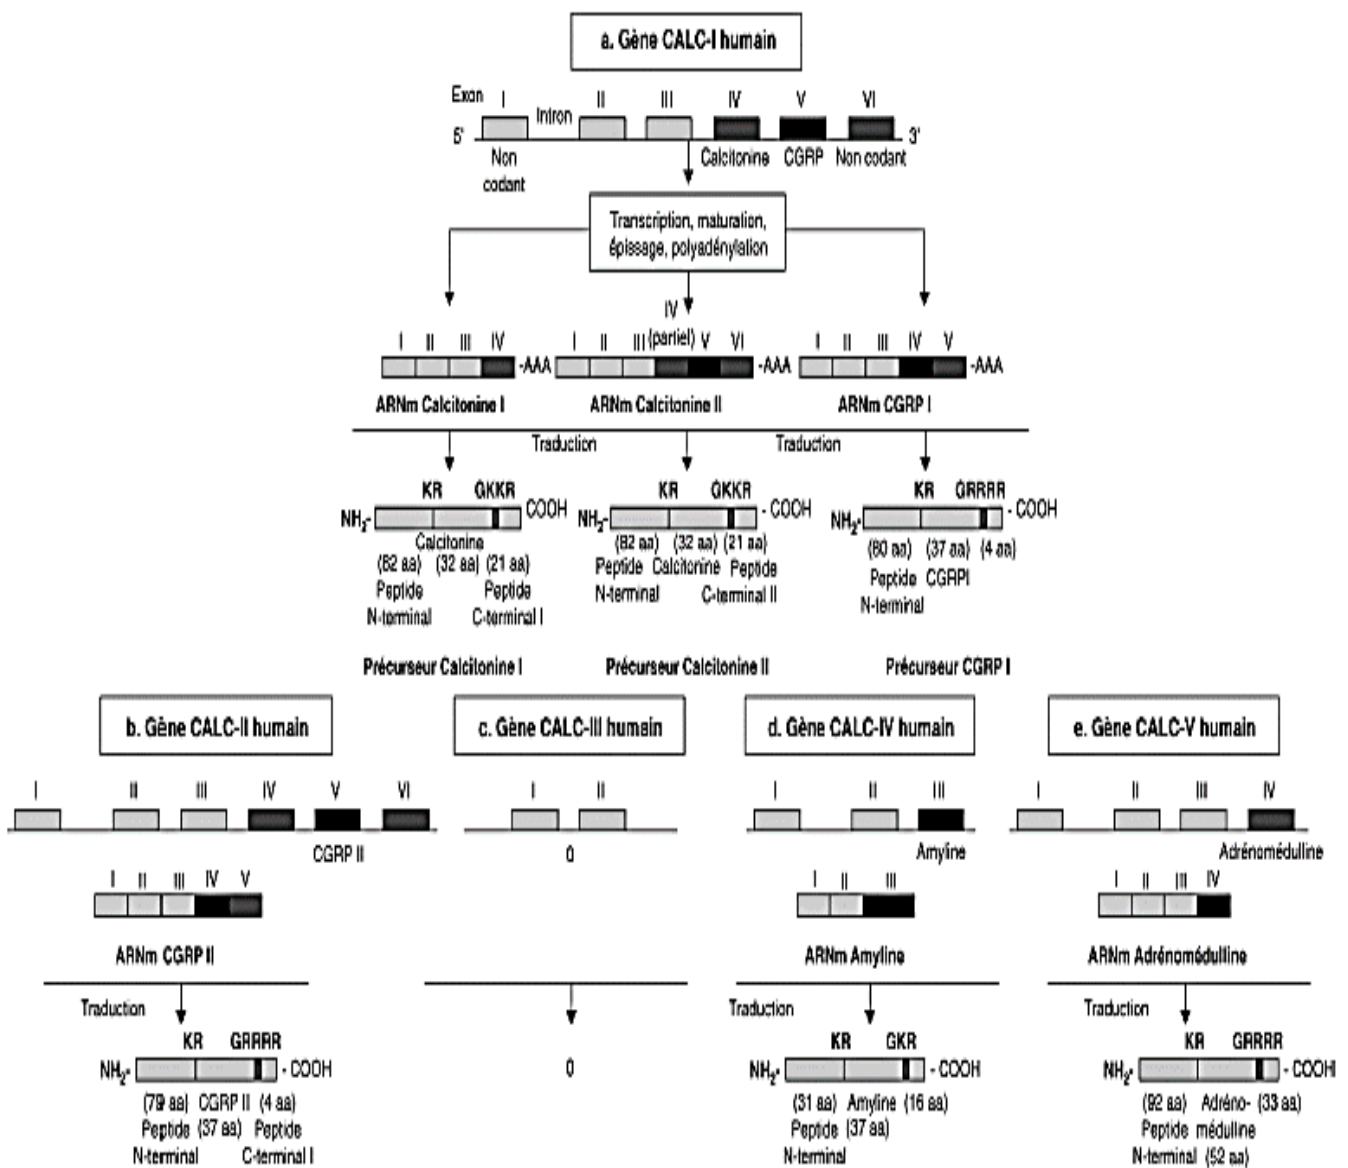 a. Gène CALC-I humain
Exon I Intron II III IV V VI
5' 3'
Non codant Calcitonine CGRP Non codant
Transcription, maturation,
épissage, polyadénylation
IV
I II III IV I II III (partiel) V VI I II III IV V
-AAA -AAA -AAA
ARNm Calcitonine I ARNm Calcitonine II ARNm CGRP I
Traduction Traduction
KR GKKR KR GKKR KR GRRRR
NH2- COOH NH2- - COOH NH2- - COOH
Calcitonine
(82 aa) (32 aa) (21 aa) (82 aa) (32 aa) (21 aa) (80 aa) (37 aa) (4 aa)
Peptide Peptide Peptide Calcitonine Peptide Peptide CGRPI
N-terminal C-terminal I N-terminal C-terminal II N-terminal
Précurseur Calcitonine I Précurseur Calcitonine II Précurseur CGRP I
b. Gène CALC-II humain c. Gène CALC-III humain d. Gène CALC-IV humain e. Gène CALC-V humain
I II III IV V VI I II I II III I II III IV
CGRP II 0 Amyline Adrénomédulline
I II III IV V I II III I II III IV
ARNm CGRP II ARNm Amyline ARNm Adrénomédulline
Traduction Traduction Traduction
KR GRRRR KR GKR KR GRRRR
NH2- - COOH 0 NH2- - COOH NH2- - COOH
(79 aa) CGRP II (4 aa) (31 aa) Amyline (16 aa) (92 aa) Adréno- (33 aa)
Peptide (37 aa) Peptide Peptide (37 aa) Peptide médulline
N-terminal C-terminal I N-terminal N-terminal (52 aa)